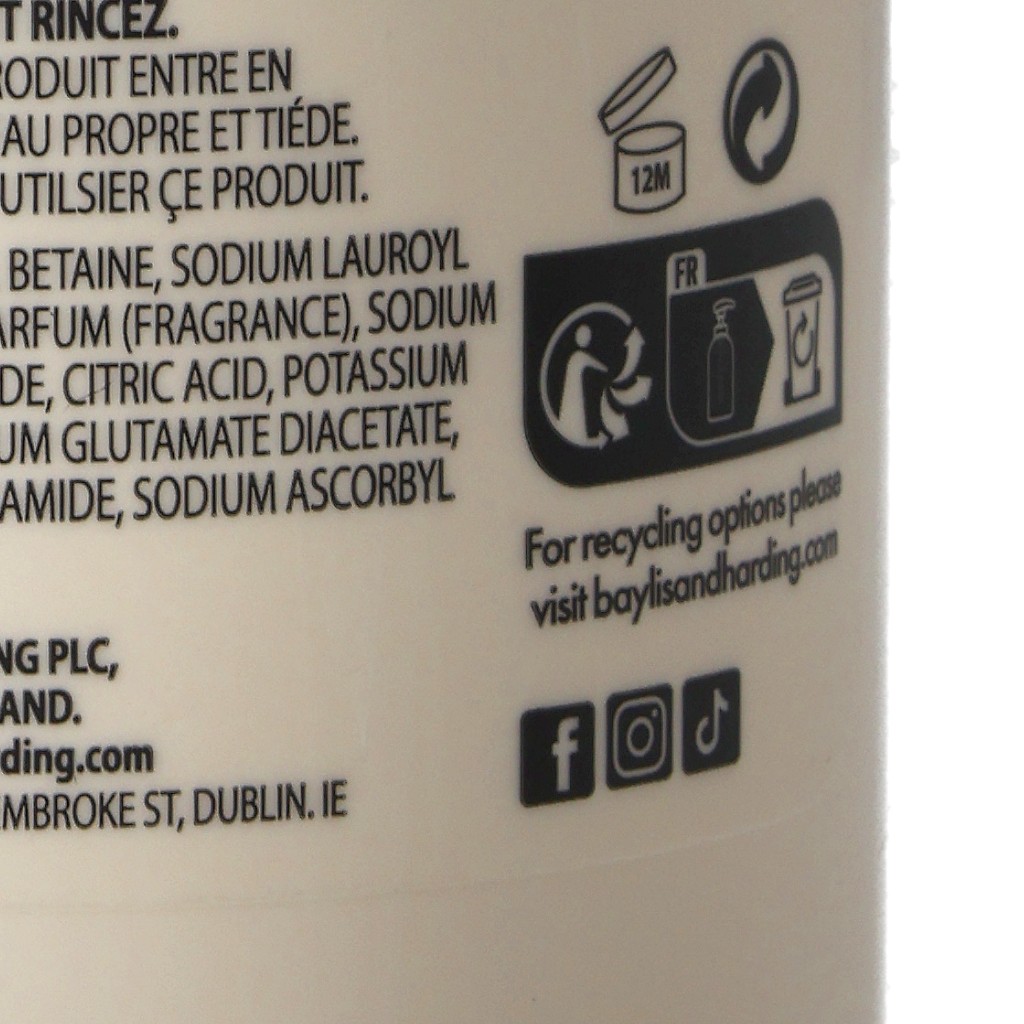 T RINCEZ.
RODUIT ENTRE EN
AU PROPRE ET TIÉDE.
UTILSIER ÇE PRODUIT.
BETAINE, SODIUM LAUROYL
ARFUM (FRAGRANCE), SODIUM
DE, CITRIC ACID, POTASSIUM
UM GLUTAMATE DIACETATE,
AMIDE, SODIUM ASCORBYL
NG PLC,
AND.
rding.com
MBROKE ST, DUBLIN. IE
12M
FR
For recycling options please
visit baylisandharding.com